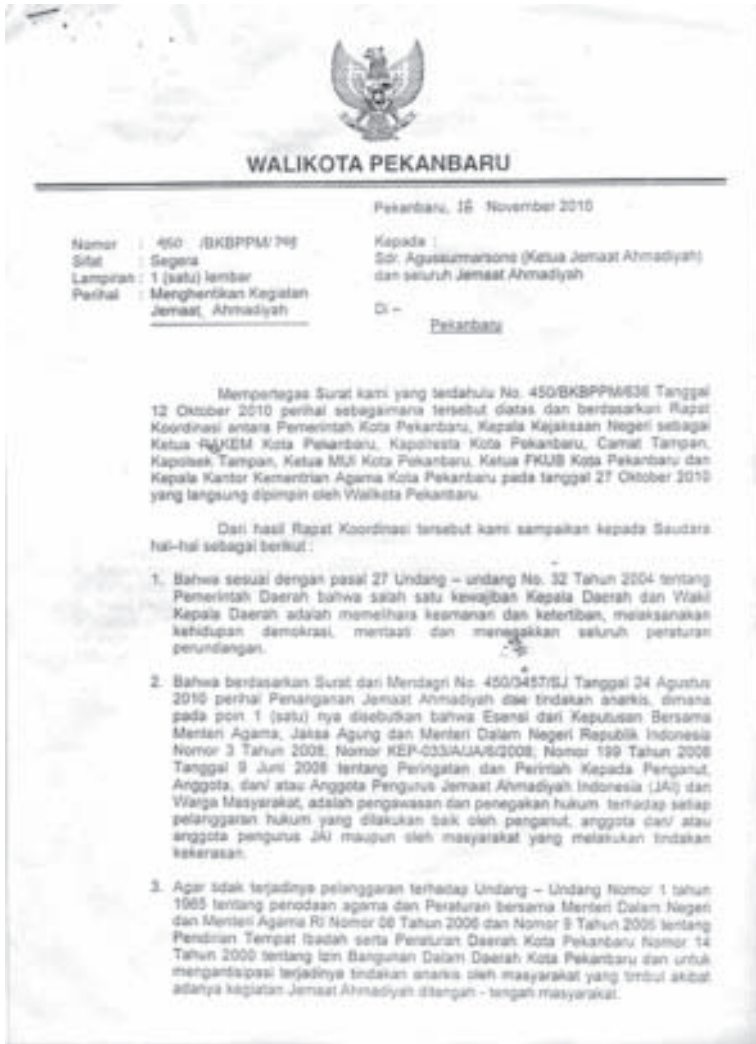 WALIKOTA PEKANBARU
Pekanbaru, 16 November 2010
Nomor : 450 /BKBPPM/
Sifat : Segera
Lampiran : 1 (satu) lembar
Perihal : Menghentikan Kegiatan
Jemaat Ahmadiyah
Kepada :
Sdr. Agussurmarsono (Ketua Jemaat Ahmadiyah)
dan seluruh Jemaat Ahmadiyah
Di –
Pekanbaru
Mempertegas Surat kami yang terdahulu No. 450/BKBPPM/636 Tanggal
12 Oktober 2010 perihal sebagaimana tersebut diatas dan berdasarkan Rapat
Koordinasi antara Pemerintah Kota Pekanbaru, Kepala Kejaksaan Negeri sebagai
Ketua PAKEM Kota Pekanbaru, Kapolresta Kota Pekanbaru, Camat Tampan,
Kapolsek Tampan, Ketua MUI Kota Pekanbaru, Ketua FKUB Kota Pekanbaru dan
Kepala Kantor Kementrian Agama Kota Pekanbaru pada tanggal 27 Oktober 2010
yang langsung dipimpin oleh Walikota Pekanbaru.
Dari hasil Rapat Koordinasi tersebut kami sampaikan kepada Saudara
hal–hal sebagai berikut :
1. Bahwa sesuai dengan pasal 27 Undang – undang No. 32 Tahun 2004 tentang
Pemerintah Daerah bahwa salah satu kewajiban Kepala Daerah dan Wakil
Kepala Daerah adalah memelihara keamanan dan ketertiban, melaksanakan
kehidupan demokrasi, mentaati dan menegakkan seluruh peraturan
perundangan.
2. Bahwa berdasarkan Surat dari Mendagri No. 450/3457/SJ Tanggal 24 Agustus
2010 perihal Penanganan Jemaat Ahmadiyah dae tindakan anarkis, dimana
pada poin 1 (satu) nya disebutkan bahwa Esensi dari Keputusan Bersama
Menteri Agama, Jaksa Agung dan Menteri Dalam Negeri Republik Indonesia
Nomor 3 Tahun 2008; Nomor KEP-033/A/JA/6/2008; Nomor 199 Tahun 2008
Tanggal 9 Juni 2008 tentang Peringatan dan Perintah Kepada Penganut,
Anggota, dan/ atau Anggota Pengurus Jemaat Ahmadiyah Indonesia (JAI) dan
Warga Masyarakat, adalah pengawasan dan penegakan hukum terhadap setiap
pelanggaran hukum yang dilakukan baik oleh penganut, anggota dan/ atau
anggota pengurus JAI maupun oleh masyarakat yang melakukan tindakan
kekerasan.
3. Agar tidak terjadinya pelanggaran terhadap Undang – Undang Nomor 1 tahun
1965 tentang penodaan agama dan Peraturan bersama Menteri Dalam Negeri
dan Menteri Agama RI Nomor 08 Tahun 2006 dan Nomor 9 Tahun 2006 tentang
Pendirian Tempat Ibadah serta Peraturan Daerah Kota Pekanbaru Nomor 14
Tahun 2000 tentang Izin Bangunan Dalam Daerah Kota Pekanbaru dan untuk
mengantisipasi terjadinya tindakan anarkis oleh masyarakat yang timbul akibat
adanya kegiatan Jemaat Ahmadiyah ditengah - tengah masyarakat.